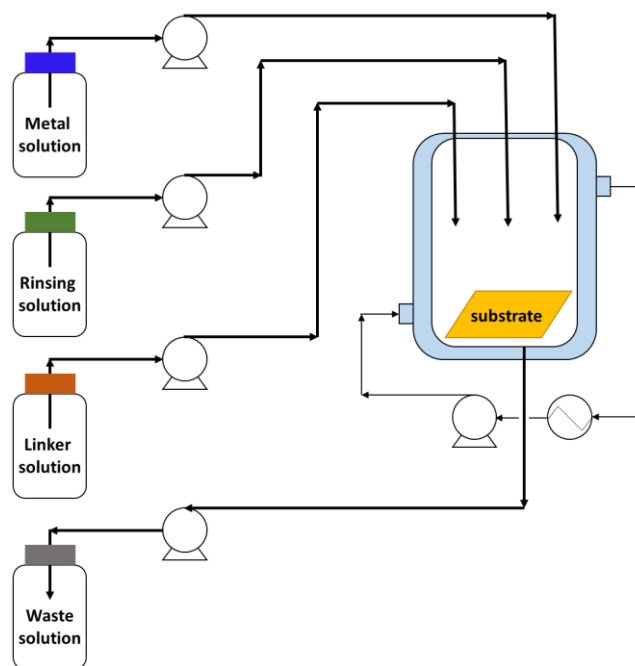 Metal
solution
Rinsing
solution
substrate
Linker
solution
Waste
solution